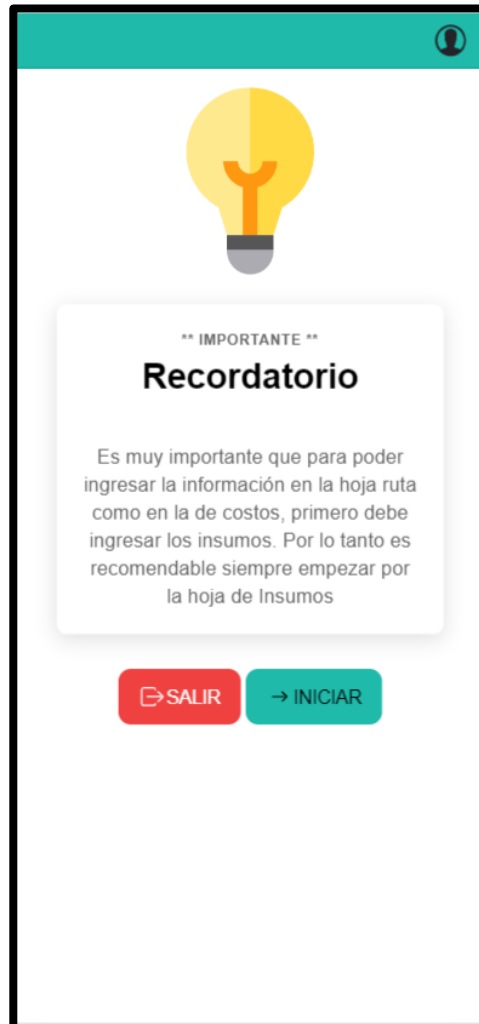 ** IMPORTANTE **
Recordatorio
Es muy importante que para poder
ingresar la información en la hoja ruta
como en la de costos, primero debe
ingresar los insumos. Por lo tanto es
recomendable siempre empezar por
la hoja de Insumos
SALIR
INICIAR